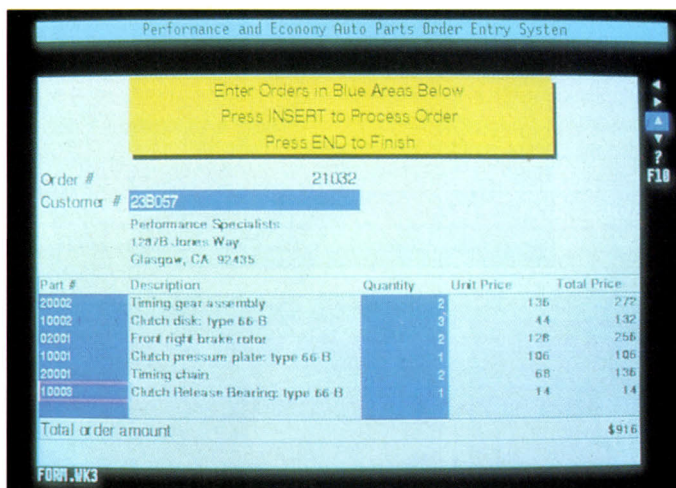 Performance and Economy Auto Parts Order Entry System
Enter Orders in Blue Areas Below
Press INSERT to Process Order
Press END to Finish
?
F10
Order # 21032
Customer # 23B057
Performance Specialists
1287B Jones Way
Glasgow, CA 92435
Part # Description Quantity Unit Price Total Price
20002 Timing gear assembly 2 136 272
10002 Clutch disk: type 66-B 3 44 132
02001 Front right brake rotor 2 128 256
10001 Clutch pressure plate: type 66-B 1 106 106
20001 Timing chain 2 68 136
10003 Clutch Release Bearing: type 66-B 1 14 14
Total order amount $916
FORM.WK3